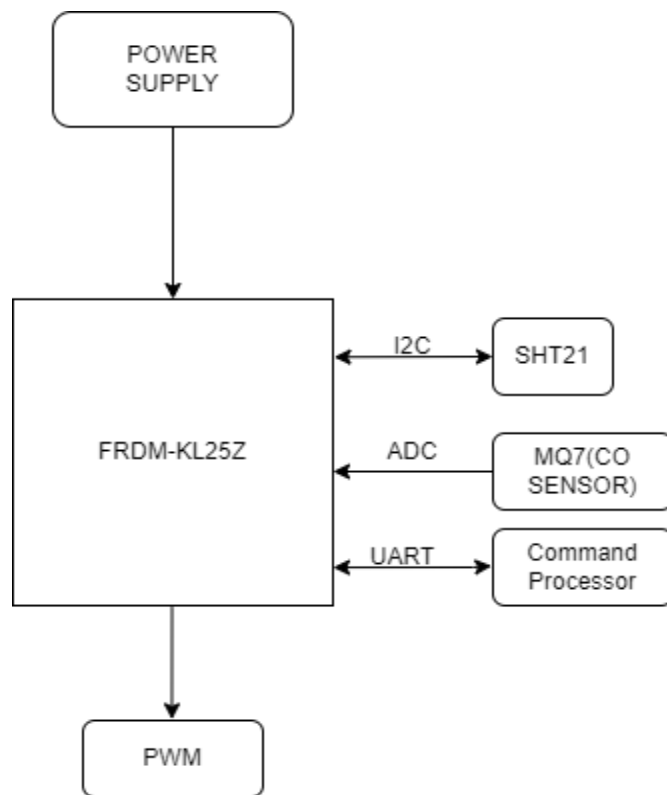 POWER
SUPPLY
I2C
SHT21
FRDM-KL25Z
ADC
MQ7(CO
SENSOR)
UART
Command
Processor
PWM